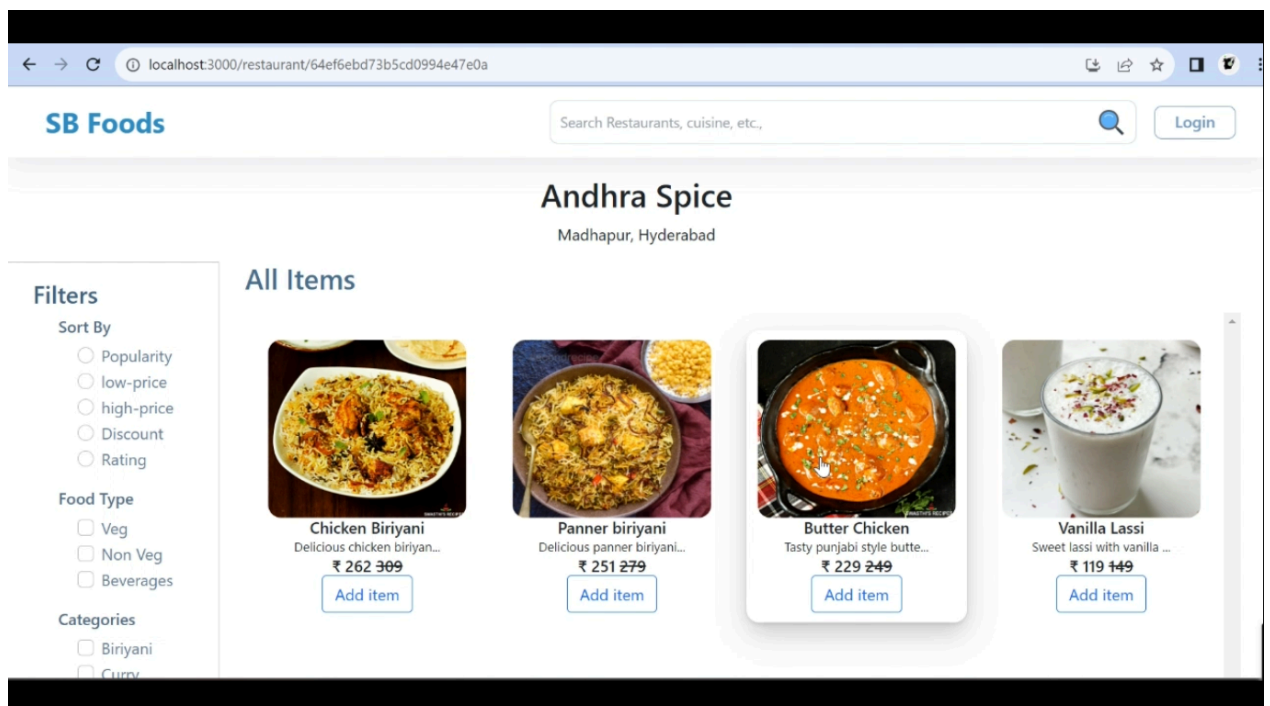 localhost:3000/restaurant/64ef6ebd73b5cd0994e47e0a
SB Foods
Search Restaurants, cuisine, etc.,
Login
Andhra Spice
Madhapur, Hyderabad
Filters
Sort By
Popularity
low-price
high-price
Discount
Rating
Food Type
Veg
Non Veg
Beverages
Categories
Biriyani
Curry
All Items
Chicken Biriyani
Delicious chicken biriyan...
₹ 262 309
Add item
Panner biriyani
Delicious panner biriyani...
₹ 251 279
Add item
Butter Chicken
Tasty punjabi style butte...
₹ 229 249
Add item
Vanilla Lassi
Sweet lassi with vanilla ...
₹ 119 149
Add item